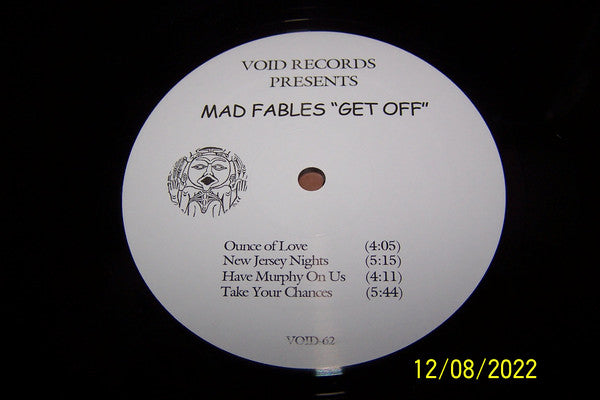 VOID RECORDS
PRESENTS
MAD FABLES "GET OFF"
Ounce of Love (4:05)
New Jersey Nights (5:15)
Have Murphy On Us (4:11)
Take Your Chances (5:44)
VOID-62
12/08/2022